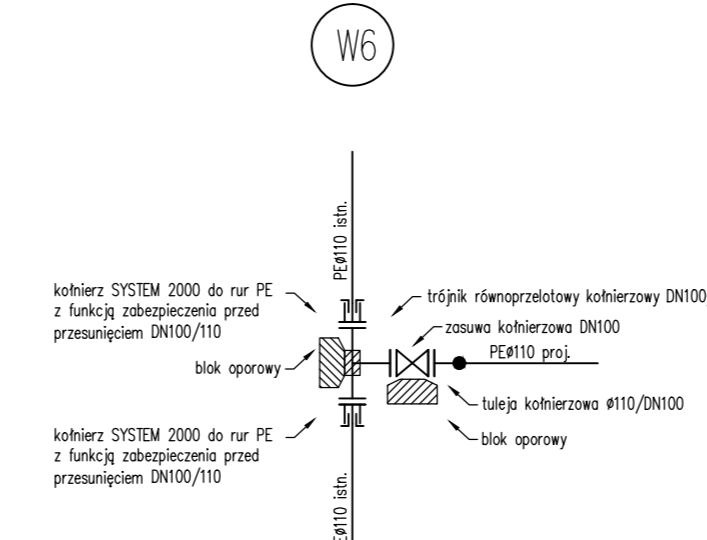 W6
PEø110 istn.
kołnierz SYSTEM 2000 do rur PE
z funkcją zabezpieczenia przed
przesunięciem DN100/110
trójnik równoprzelotowy kołnierzowy DN100
zasuwa kołnierzowa DN100
PEø110 proj.
blok oporowy
tuleja kołnierzowa ø110/DN100
blok oporowy
kołnierz SYSTEM 2000 do rur PE
z funkcją zabezpieczenia przed
przesunięciem DN100/110
Eø110 istn.